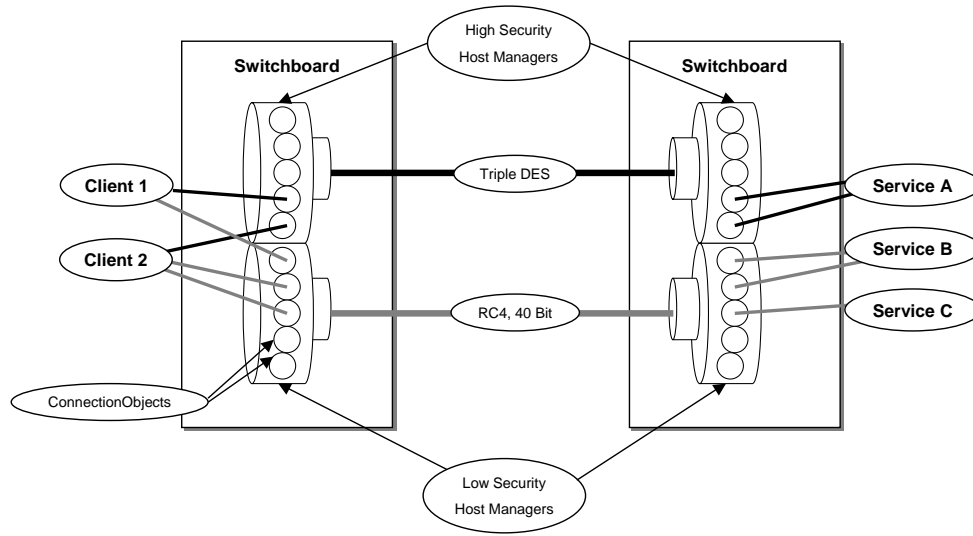 High Security
Host Managers
Switchboard
Switchboard
Client 1
Triple DES
Service A
Client 2
Service B
RC4, 40 Bit
Service C
ConnectionObjects
Low Security
Host Managers